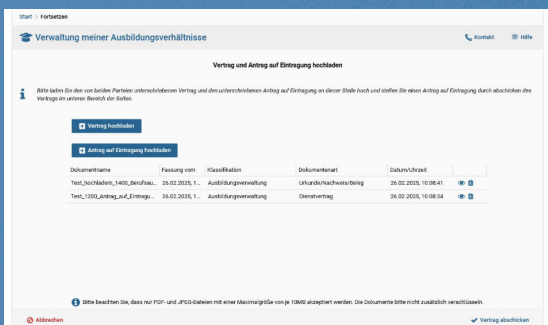 Start > Fortsetzen
Verwaltung meiner Ausbildungsverhältnisse
Kontakt
Hilfe
Vertrag und Antrag auf Eintragung hochladen
Bitte laden Sie den von beiden Parteien unterschriebenen Vertrag und den unterschriebenen Antrag auf Eintragung an dieser Stelle hoch und stellen Sie einen Antrag auf Eintragung durch abschicken des
Vertrags im unteren Bereich der Seiten.
Vertrag hochladen
Antrag auf Eintragung hochladen
Dokumentname Fassung vom Klassifikation Dokumentenart Datum/Uhrzeit
Test_hochladem_1400_Berufsau... 26.02.2025, 1... Ausbildungsverwaltung Urkunde/Nachweis/Beleg 26.02.2025, 10:08:41
Test_1200_Antrag_auf_Eintragu... 26.02.2025, 1... Ausbildungsverwaltung Dienstvertrag 26.02.2025, 10:08:34
Bitte beachten Sie, dass nur PDF- und JPEG-Dateien mit einer Maximalgröße von je 10MB akzeptiert werden. Die Dokumente bitte nicht zusätzlich verschlüsseln.
Abbrechen
Vertrag abschicken